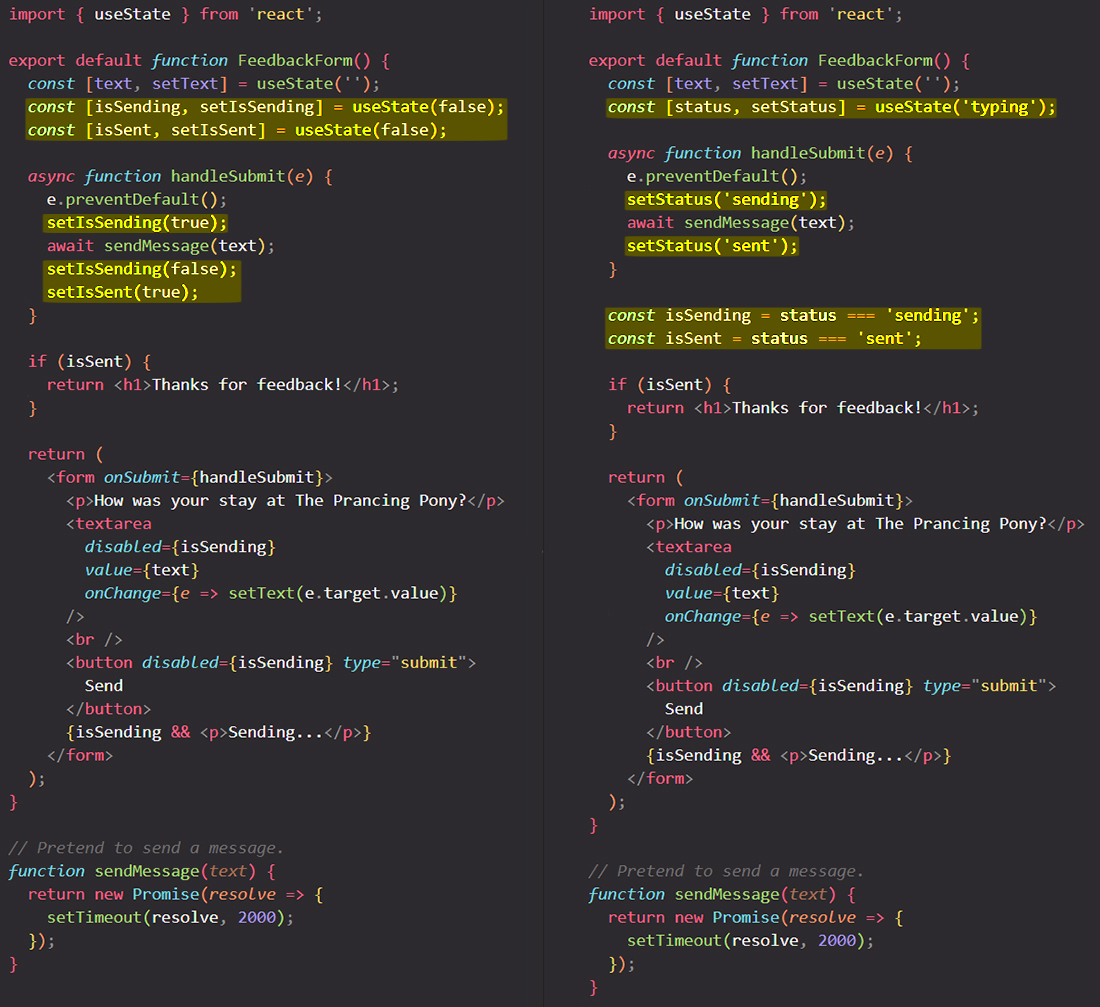 import { useState } from 'react';

export default function FeedbackForm() {
  const [text, setText] = useState('');
  const [isSending, setIsSending] = useState(false);
  const [isSent, setIsSent] = useState(false);

  async function handleSubmit(e) {
    e.preventDefault();
    setIsSending(true);
    await sendMessage(text);
    setIsSending(false);
    setIsSent(true);
  }

  if (isSent) {
    return <h1>Thanks for feedback!</h1>;
  }

  return (
    <form onSubmit={handleSubmit}>
      <p>How was your stay at The Prancing Pony?</p>
      <textarea
        disabled={isSending}
        value={text}
        onChange={e => setText(e.target.value)}
      />
      <br />
      <button disabled={isSending} type="submit">
        Send
      </button>
      {isSending && <p>Sending...</p>}
    </form>
  );
}

// Pretend to send a message.
function sendMessage(text) {
  return new Promise(resolve => {
    setTimeout(resolve, 2000);
  });
}

import { useState } from 'react';

export default function FeedbackForm() {
  const [text, setText] = useState('');
  const [status, setStatus] = useState('typing');

  async function handleSubmit(e) {
    e.preventDefault();
    setStatus('sending');
    await sendMessage(text);
    setStatus('sent');
  }

  const isSending = status === 'sending';
  const isSent = status === 'sent';

  if (isSent) {
    return <h1>Thanks for feedback!</h1>;
  }

  return (
    <form onSubmit={handleSubmit}>
      <p>How was your stay at The Prancing Pony?</p>
      <textarea
        disabled={isSending}
        value={text}
        onChange={e => setText(e.target.value)}
      />
      <br />
      <button disabled={isSending} type="submit">
        Send
      </button>
      {isSending && <p>Sending...</p>}
    </form>
  );
}

// Pretend to send a message.
function sendMessage(text) {
  return new Promise(resolve => {
    setTimeout(resolve, 2000);
  });
}